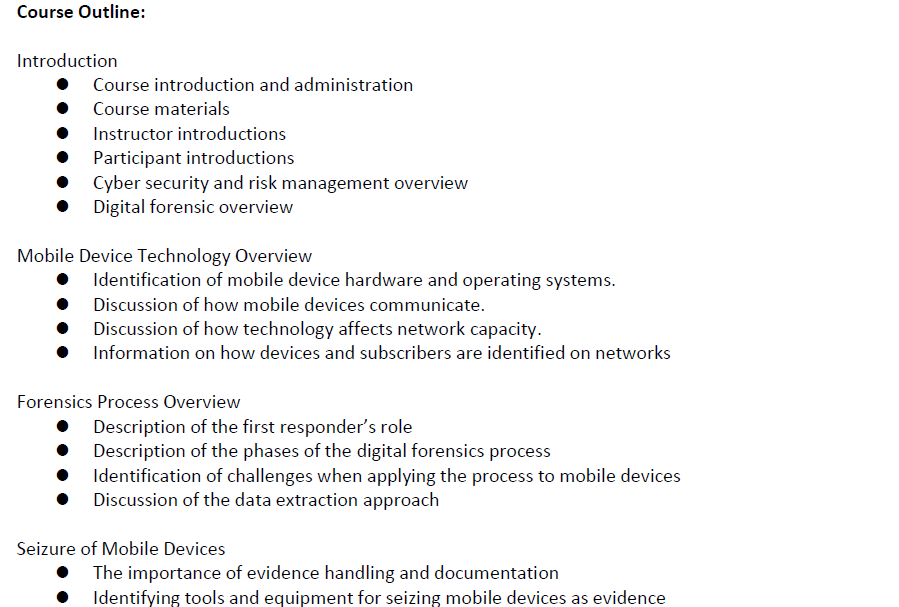 Course Outline:
Introduction
● Course introduction and administration
● Course materials
● Instructor introductions
● Participant introductions
● Cyber security and risk management overview
● Digital forensic overview
Mobile Device Technology Overview
● Identification of mobile device hardware and operating systems.
● Discussion of how mobile devices communicate.
● Discussion of how technology affects network capacity.
● Information on how devices and subscribers are identified on networks
Forensics Process Overview
● Description of the first responder’s role
● Description of the phases of the digital forensics process
● Identification of challenges when applying the process to mobile devices
● Discussion of the data extraction approach
Seizure of Mobile Devices
● The importance of evidence handling and documentation
● Identifying tools and equipment for seizing mobile devices as evidence